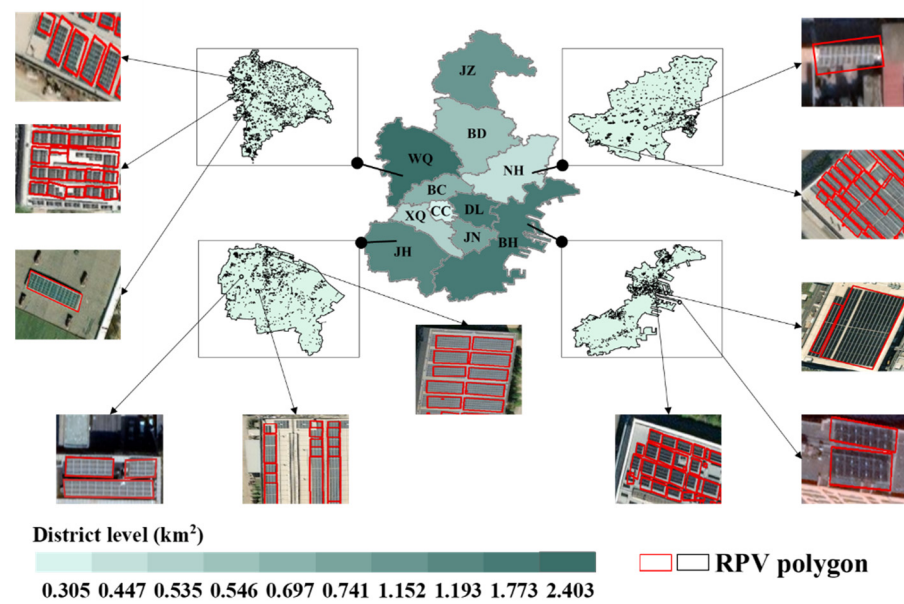 JZ
BD
WQ
NH
BC
XQ CC DL
JN
JH BH
District level (km²)
0.305 0.447 0.535 0.546 0.697 0.741 1.152 1.193 1.773 2.403
RPV polygon